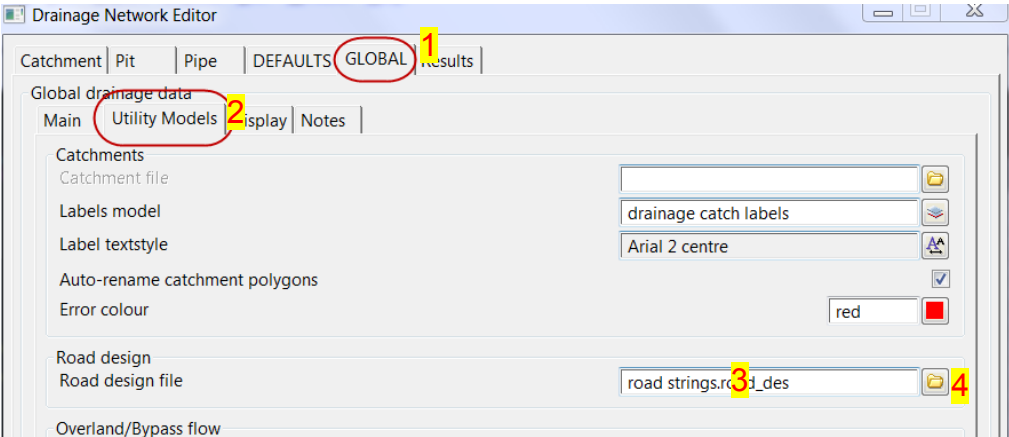 Drainage Network Editor
1
Catchment Pit Pipe DEFAULTS GLOBAL Results
Global drainage data
2
Main Utility Models Display Notes
Catchments
Catchment file
Labels model drainage catch labels
Label textstyle Arial 2 centre
Auto-rename catchment polygons
Error colour red
Road design
Road design file road strings.road_des
3
4
Overland/Bypass flow